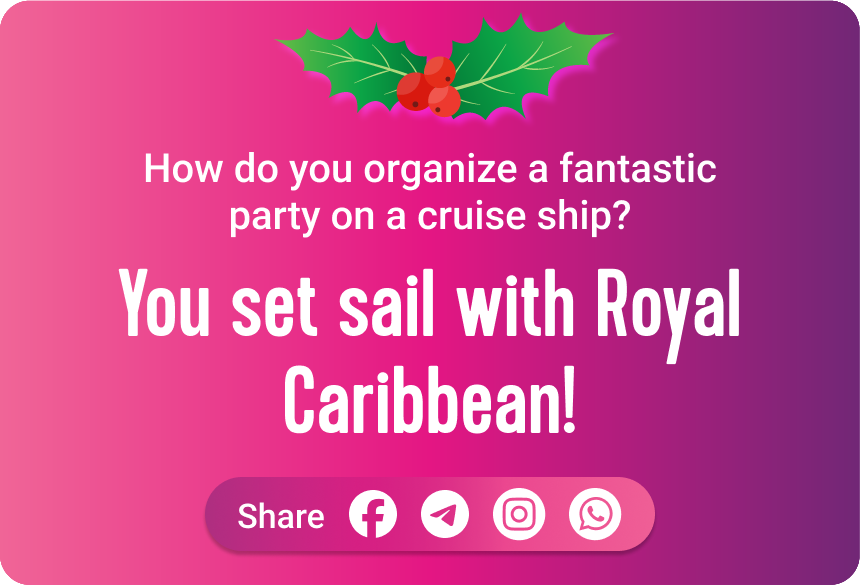 How do you organize a fantastic
party on a cruise ship?
You set sail with Royal
Caribbean!
Share